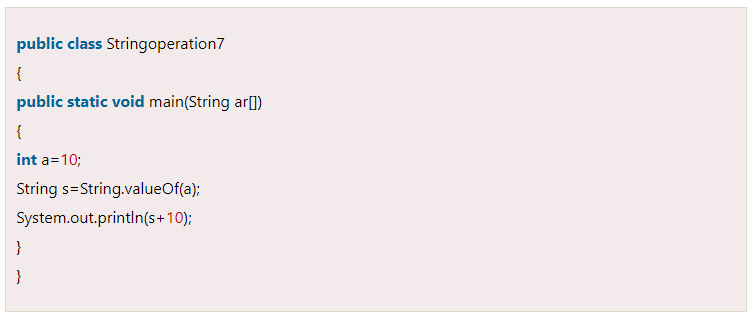 public class Stringoperation7
{
public static void main(String ar[])
{
int a=10;
String s=String.valueOf(a);
System.out.println(s+10);
}
}